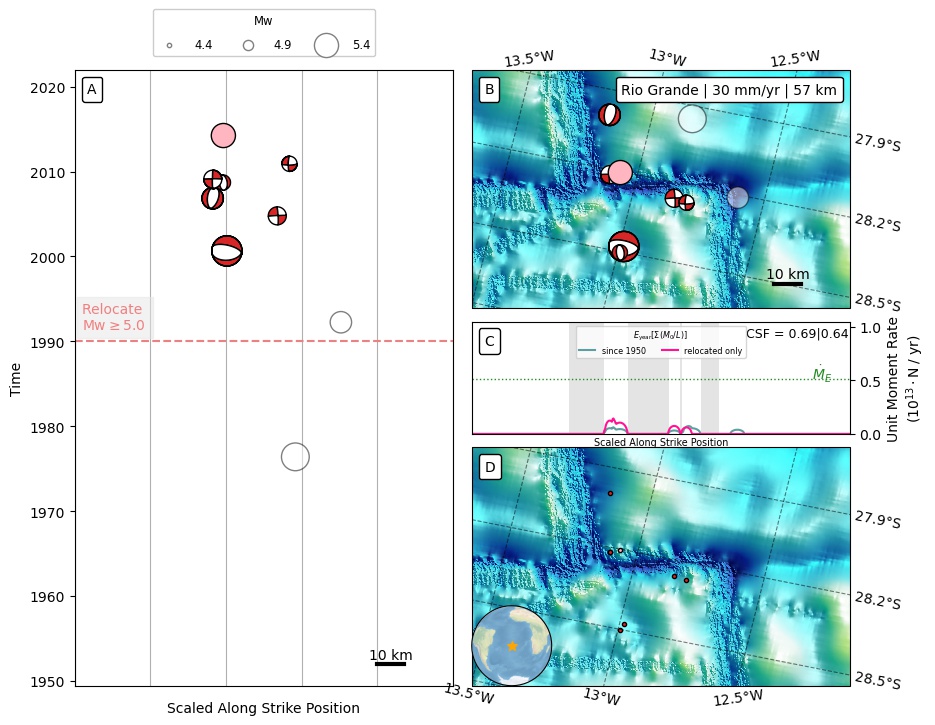 Mw
4.4 4.9 5.4
A
2020
2010
2000
1990
1980
1970
1960
1950
Time
Relocate
Mw ≥ 5.0
10 km
Scaled Along Strike Position
13.5°W 13°W 12.5°W
B
Rio Grande | 30 mm/yr | 57 km
27.9°S
28.2°S
28.5°S
10 km
C
E_year[Σ(M₀/L)]
since 1950 relocated only
CSF = 0.69|0.64
Ṁ_E
1.0
0.5
0.0
Unit Moment Rate
(10¹³ · N / yr)
Scaled Along Strike Position
D
27.9°S
28.2°S
28.5°S
13.5°W 13°W 12.5°W